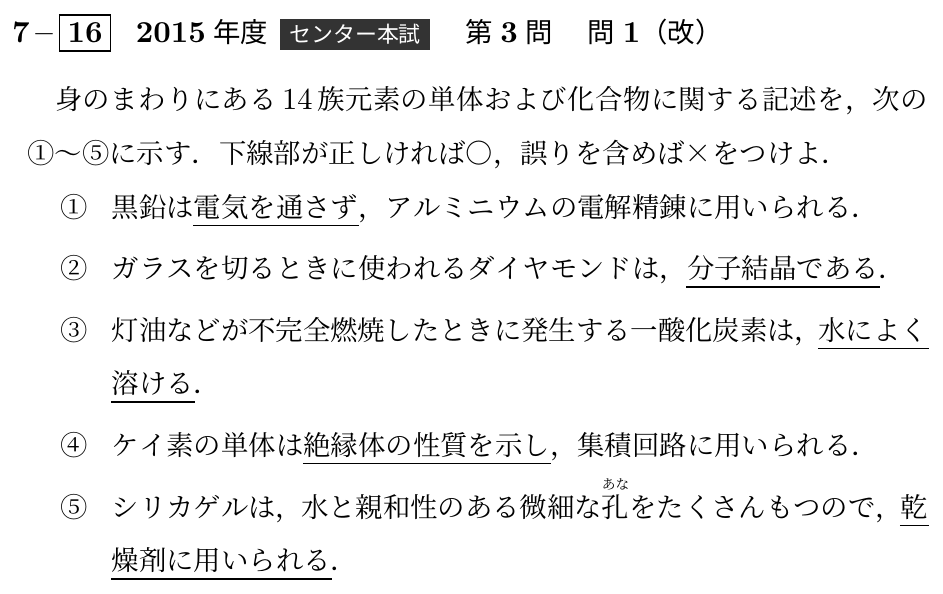 7－16 2015 年度 センター本試 第 3 問 問 1（改）
身のまわりにある 14 族元素の単体および化合物に関する記述を，次の
①～⑤に示す．下線部が正しければ○，誤りを含めば×をつけよ．
① 黒鉛は電気を通さず，アルミニウムの電解精錬に用いられる．
② ガラスを切るときに使われるダイヤモンドは，分子結晶である．
③ 灯油などが不完全燃焼したときに発生する一酸化炭素は，水によく
溶ける．
④ ケイ素の単体は絶縁体の性質を示し，集積回路に用いられる．
あな
⑤ シリカゲルは，水と親和性のある微細な孔をたくさんもつので，乾
燥剤に用いられる．